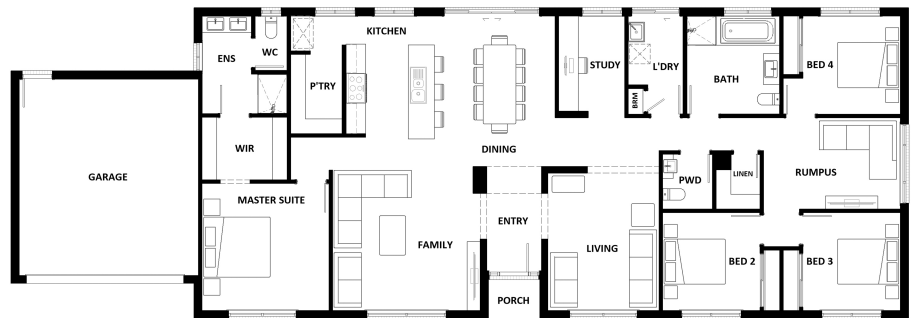 KITCHEN
ENS
WC
P'TRY
STUDY
L'DRY
BRM
BATH
BED 4
WIR
DINING
GARAGE
PWD
LINEN
RUMPUS
MASTER SUITE
ENTRY
FAMILY
LIVING
BED 2
BED 3
PORCH